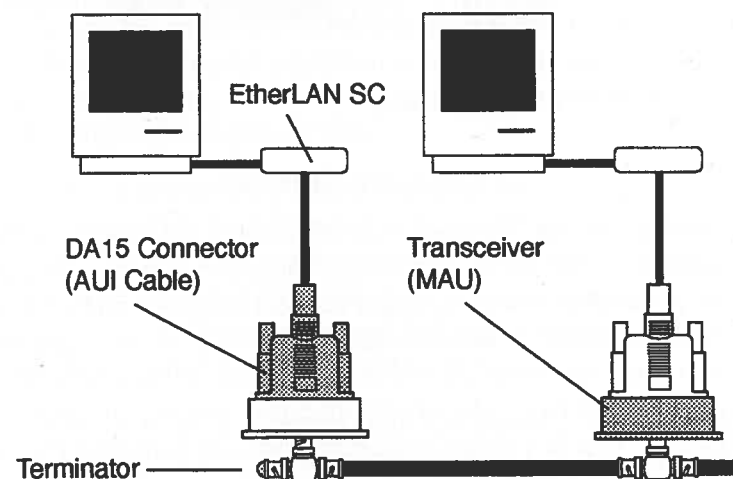 EtherLAN SC
DA15 Connector
(AUI Cable)
Transceiver
(MAU)
Terminator